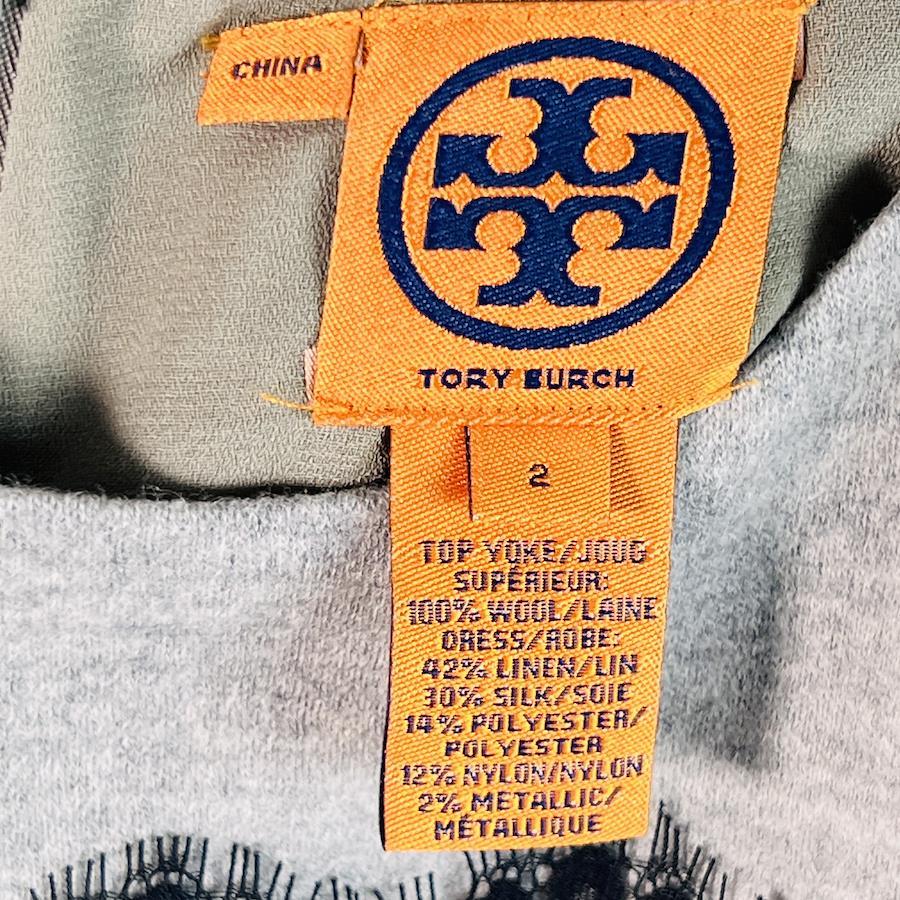 CHINA
TORY BURCH
2
TOP YOKE/JOUG
SUPÉRIEUR:
100% WOOL/LAINE
DRESS/ROBE:
42% LINEN/LIN
30% SILK/SOIE
14% POLYESTER/
POLYESTER
12% NYLON/NYLON
2% METALLIC/
MÉTALLIQUE